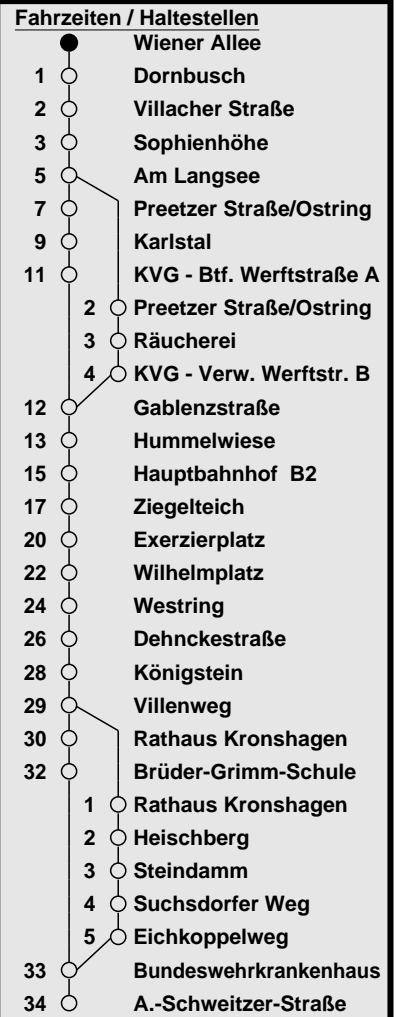 Fahrzeiten / Haltestellen
Wiener Allee
1 Dornbusch
2 Villacher Straße
3 Sophienhöhe
5 Am Langsee
7 Preetzer Straße/Ostring
9 Karlstal
11 KVG - Btf. Werftstraße A
2 Preetzer Straße/Ostring
3 Räucherei
4 KVG - Verw. Werftstr. B
12 Gablenzstraße
13 Hummelwiese
15 Hauptbahnhof B2
17 Ziegelteich
20 Exerzierplatz
22 Wilhelmplatz
24 Westring
26 Dehnckestraße
28 Königstein
29 Villenweg
30 Rathaus Kronshagen
32 Brüder-Grimm-Schule
1 Rathaus Kronshagen
2 Heischberg
3 Steindamm
4 Suchsdorfer Weg
5 Eichkoppelweg
33 Bundeswehrkrankenhaus
34 A.-Schweitzer-Straße